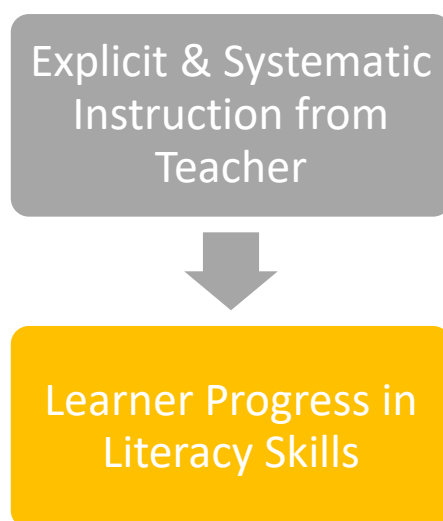 Explicit & Systematic
Instruction from
Teacher
Learner Progress in
Literacy Skills